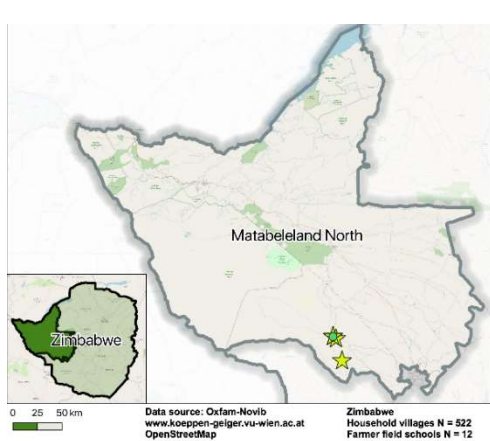 Matabeleland North
Zimbabwe
0 25 50 km
Data source: Oxfam-Novib
www.koeppen-geiger.vu-wien.ac.at
OpenStreetMap
Zimbabwe
Household villages N = 522
Farmer field schools N = 12